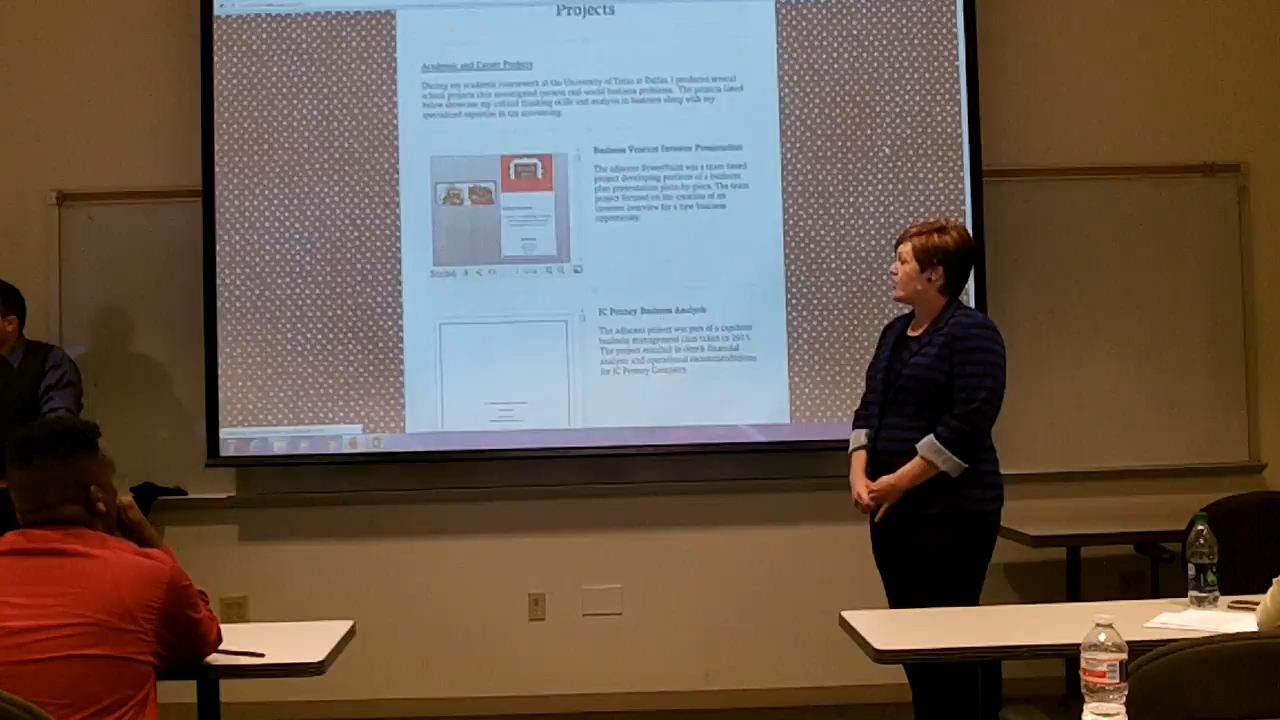 Projects
Academic and Career Projects
During my academic coursework at the University of Texas at Dallas, I produced several
school projects that investigated current real-world business problems. The projects listed
below showcase my critical thinking skills and analysis in business along with my
specialized expertise in tax accounting.
Business Venture Investor Presentation
The adjacent PowerPoint was a team-based
project developing portions of a business
plan presentation piece-by-piece. The team
project focused on the creation of an
investor overview for a new business
opportunity.
Scribd
JC Penney Business Analysis
The adjacent project was part of a capstone
business management class taken in 2013.
The project entailed in-depth financial
analysis and operational recommendations
for JC Penney Company.